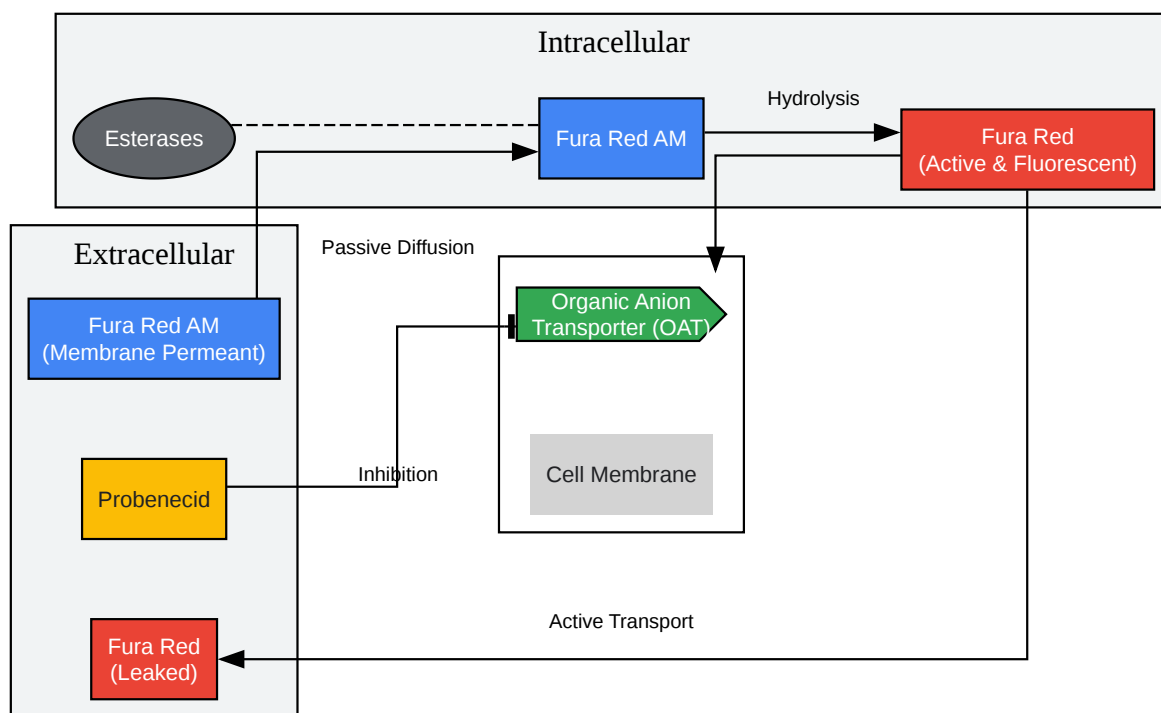 Intracellular
Hydrolysis
Esterases
Fura Red AM
Fura Red
(Active & Fluorescent)
Extracellular
Passive Diffusion
Fura Red AM
(Membrane Permeant)
Organic Anion
Transporter (OAT)
Inhibition
Cell Membrane
Probenecid
Active Transport
Fura Red
(Leaked)